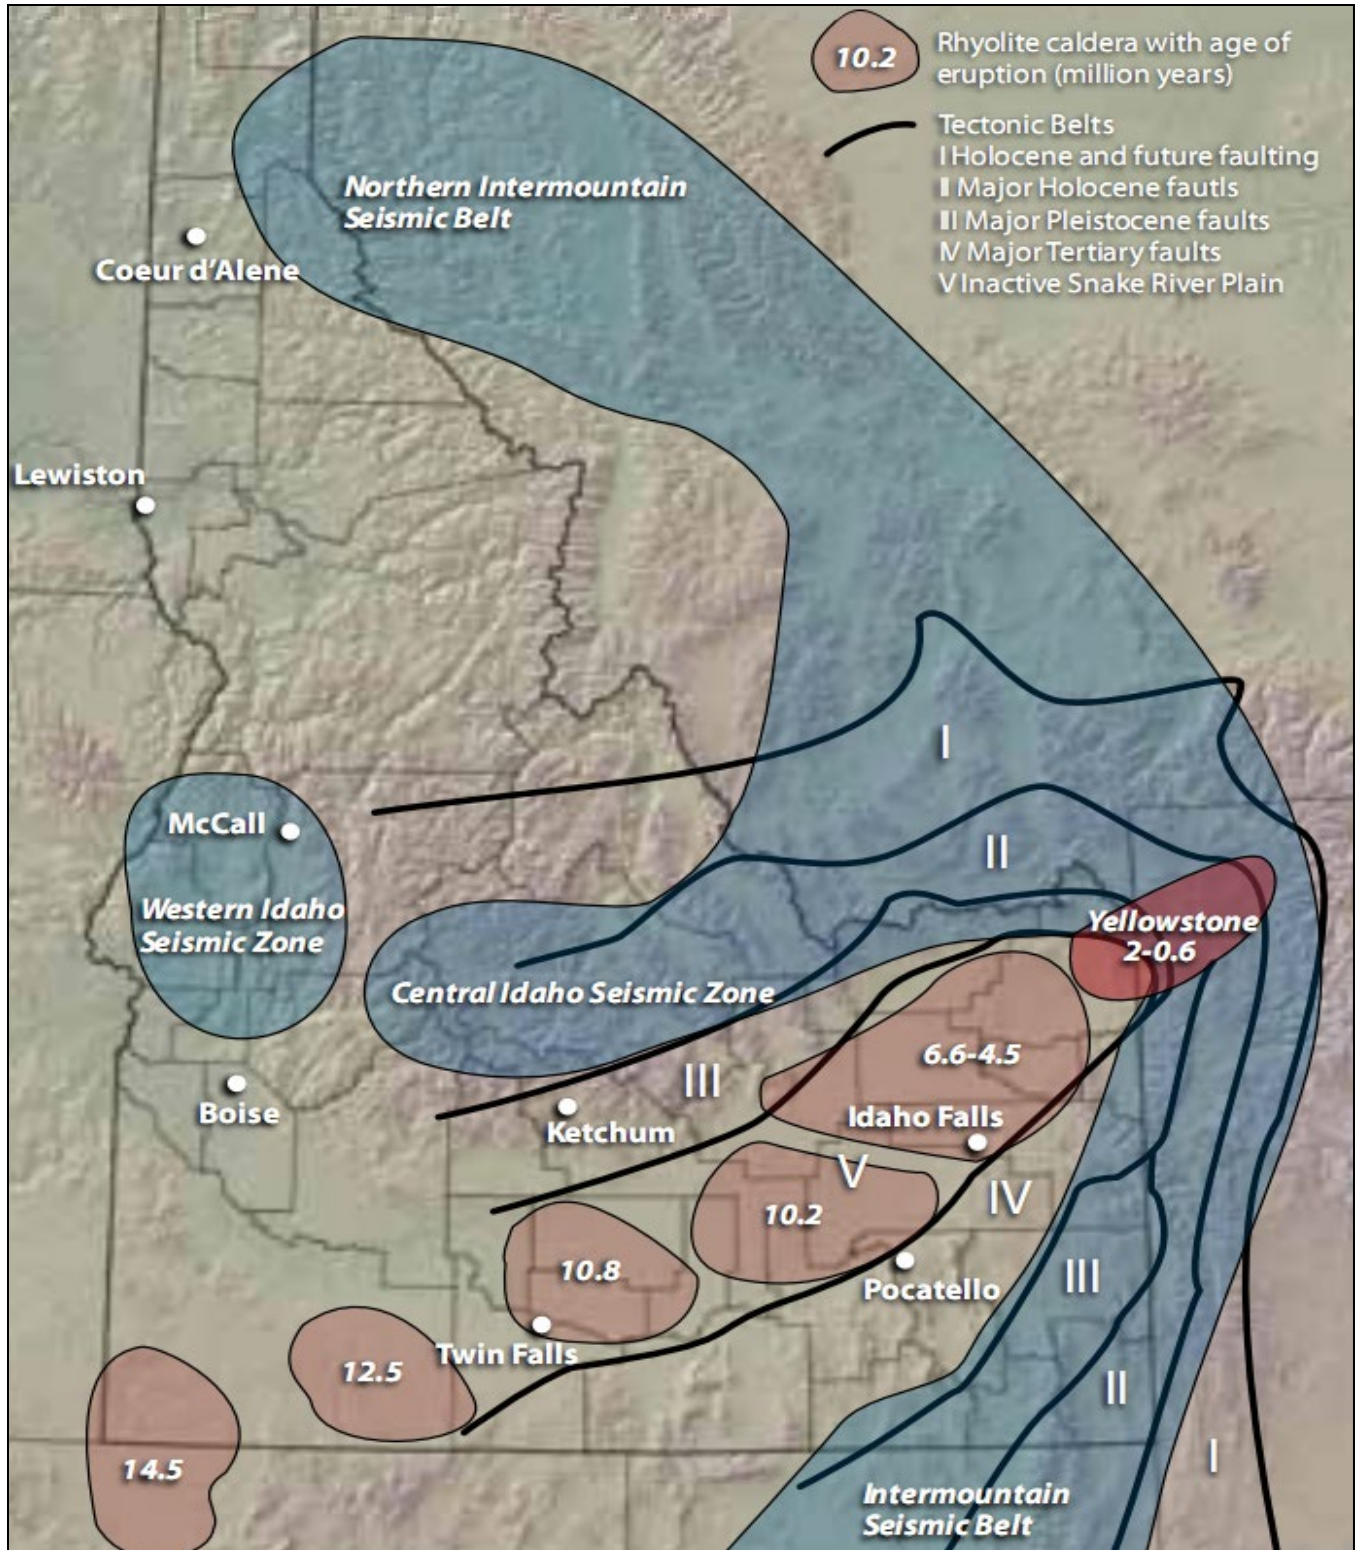 10.2
Rhyolite caldera with age of
eruption (million years)
Tectonic Belts
I Holocene and future faulting
II Major Holocene fautls
III Major Pleistocene faults
IV Major Tertiary faults
V Inactive Snake River Plain
Northern Intermountain
Seismic Belt
Coeur d'Alene
Lewiston
I
McCall
II
Western Idaho
Seismic Zone
Yellowstone
2-0.6
Central Idaho Seismic Zone
III
6.6-4.5
Boise
Ketchum
Idaho Falls
V
IV
10.2
10.8
III
Pocatello
Twin Falls
12.5
II
14.5
I
Intermountain
Seismic Belt